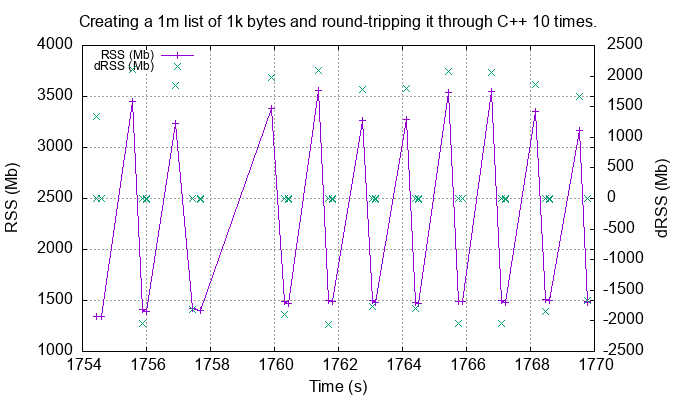 Creating a 1m list of 1k bytes and round-tripping it through C++ 10 times.
4000 2500
RSS (Mb)
dRSS (Mb)
2000
3500 1500
1000
3000 500
2500 0
-500
2000 -1000
1500 -1500
-2000
1000 -2500
RSS (Mb)
dRSS (Mb)
1754 1756 1758 1760 1762 1764 1766 1768 1770
Time (s)